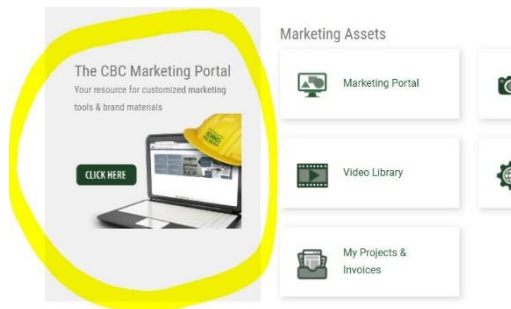 Marketing Assets
The CBC Marketing Portal
Your resource for customized marketing
tools & brand materials
CBC
CLICK HERE
Marketing Portal
Video Library
My Projects &
Invoices